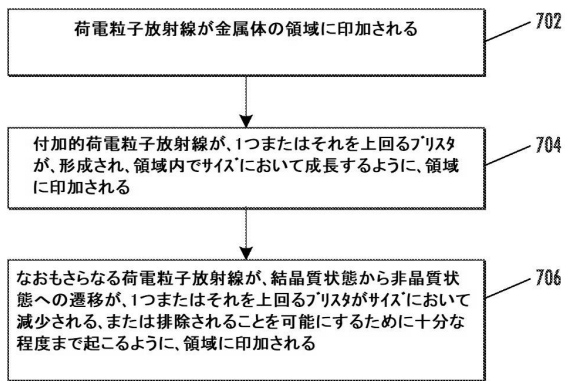 荷電粒子放射線が金属体の領域に印加される
702
付加的荷電粒子放射線が、1つまたはそれを上回るブリスタ
が、形成され、領域内でサイズにおいて成長するように、領域
に印加される
704
なおもさらなる荷電粒子放射線が、結晶質状態から非晶質状
態への遷移が、1つまたはそれを上回るブリスタがサイズにおいて
減少される、または排除されることを可能にするために十分な
程度まで起こるように、領域に印加される
706